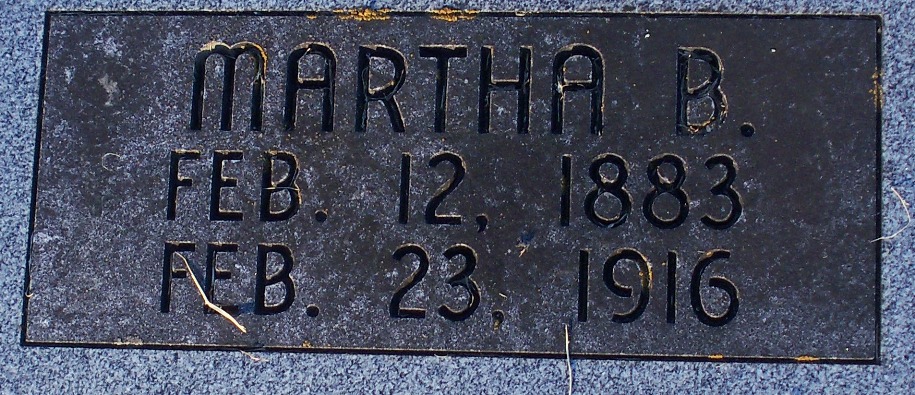 MARTHA B.
FEB. 12, 1883
FEB. 23, 1916